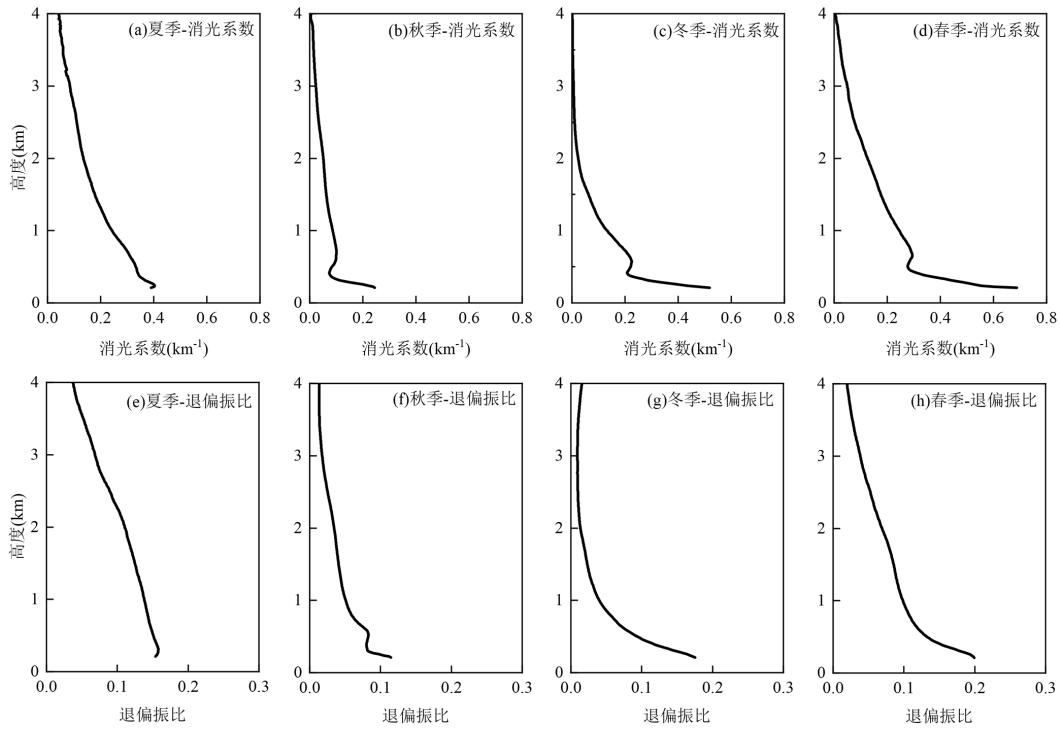 (a)夏季-消光系数
(b)秋季-消光系数
(c)冬季-消光系数
(d)春季-消光系数
高度(km)
4
3
2
1
0
4
3
2
1
0
4
3
2
1
0
4
3
2
1
0
0.0 0.2 0.4 0.6 0.8
0.0 0.2 0.4 0.6 0.8
0.0 0.2 0.4 0.6 0.8
0.0 0.2 0.4 0.6 0.8
消光系数(km-1)
消光系数(km-1)
消光系数(km-1)
消光系数(km-1)
(e)夏季-退偏振比
(f)秋季-退偏振比
(g)冬季-退偏振比
(h)春季-退偏振比
高度(km)
4
3
2
1
0
4
3
2
1
0
4
3
2
1
0
4
3
2
1
0
0.0 0.1 0.2 0.3
0.0 0.1 0.2 0.3
0.0 0.1 0.2 0.3
0.0 0.1 0.2 0.3
退偏振比
退偏振比
退偏振比
退偏振比